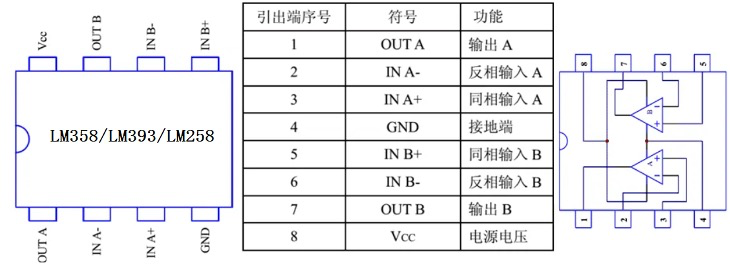 Vcc
OUT B
IN B-
IN B+
LM358/LM393/LM258
OUT A
IN A-
IN A+
GND
引出端序号 符号 功能
1 OUT A 输出 A
2 IN A- 反相输入 A
3 IN A+ 同相输入 A
4 GND 接地端
5 IN B+ 同相输入 B
6 IN B- 反相输入 B
7 OUT B 输出 B
8 VCC 电源电压
8
7
6
5
B
- +
A
+ -
1
2
3
4